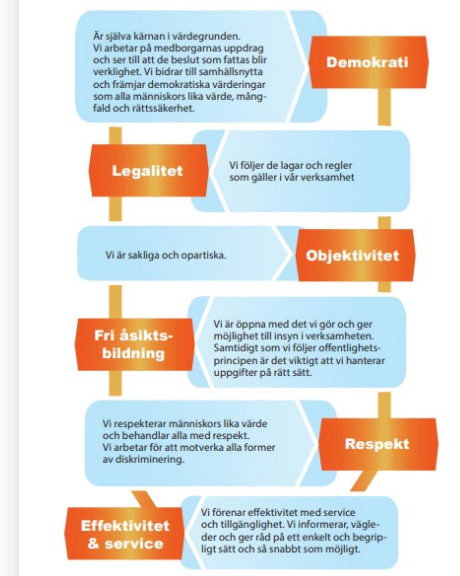 Är själva kärnan i värdegrunden.
Vi arbetar på medborgarnas uppdrag
och ser till att de beslut som fattas blir
verklighet. Vi bidrar till samhällsnytta
och främjar demokratiska värderingar
som alla människors lika värde, mång-
fald och rättssäkerhet.
Demokrati
Legalitet
Vi följer de lagar och regler
som gäller i vår verksamhet
Vi är sakliga och opartiska.
Objektivitet
Fri åsikts-
bildning
Vi är öppna med det vi gör och ger
möjlighet till insyn i verksamheten.
Samtidigt som vi följer offentlighets-
principen är det viktigt att vi hanterar
uppgifter på rätt sätt.
Vi respekterar människors lika värde
och behandlar alla med respekt.
Vi arbetar för att motverka alla former
av diskriminering.
Respekt
Effektivitet
& service
Vi förenar effektivitet med service
och tillgänglighet. Vi informerar, vägle-
der och ger råd på ett enkelt och begrip-
ligt sätt och så snabbt som möjligt.